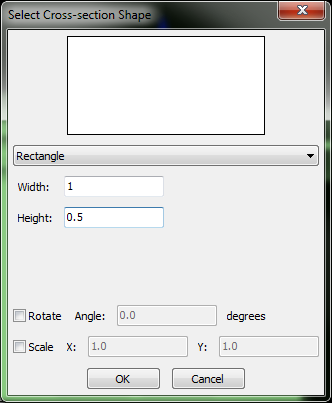 Select Cross-section Shape
Rectangle
Width: 1
Height: 0.5
Rotate Angle: 0.0 degrees
Scale X: 1.0 Y: 1.0
OK Cancel